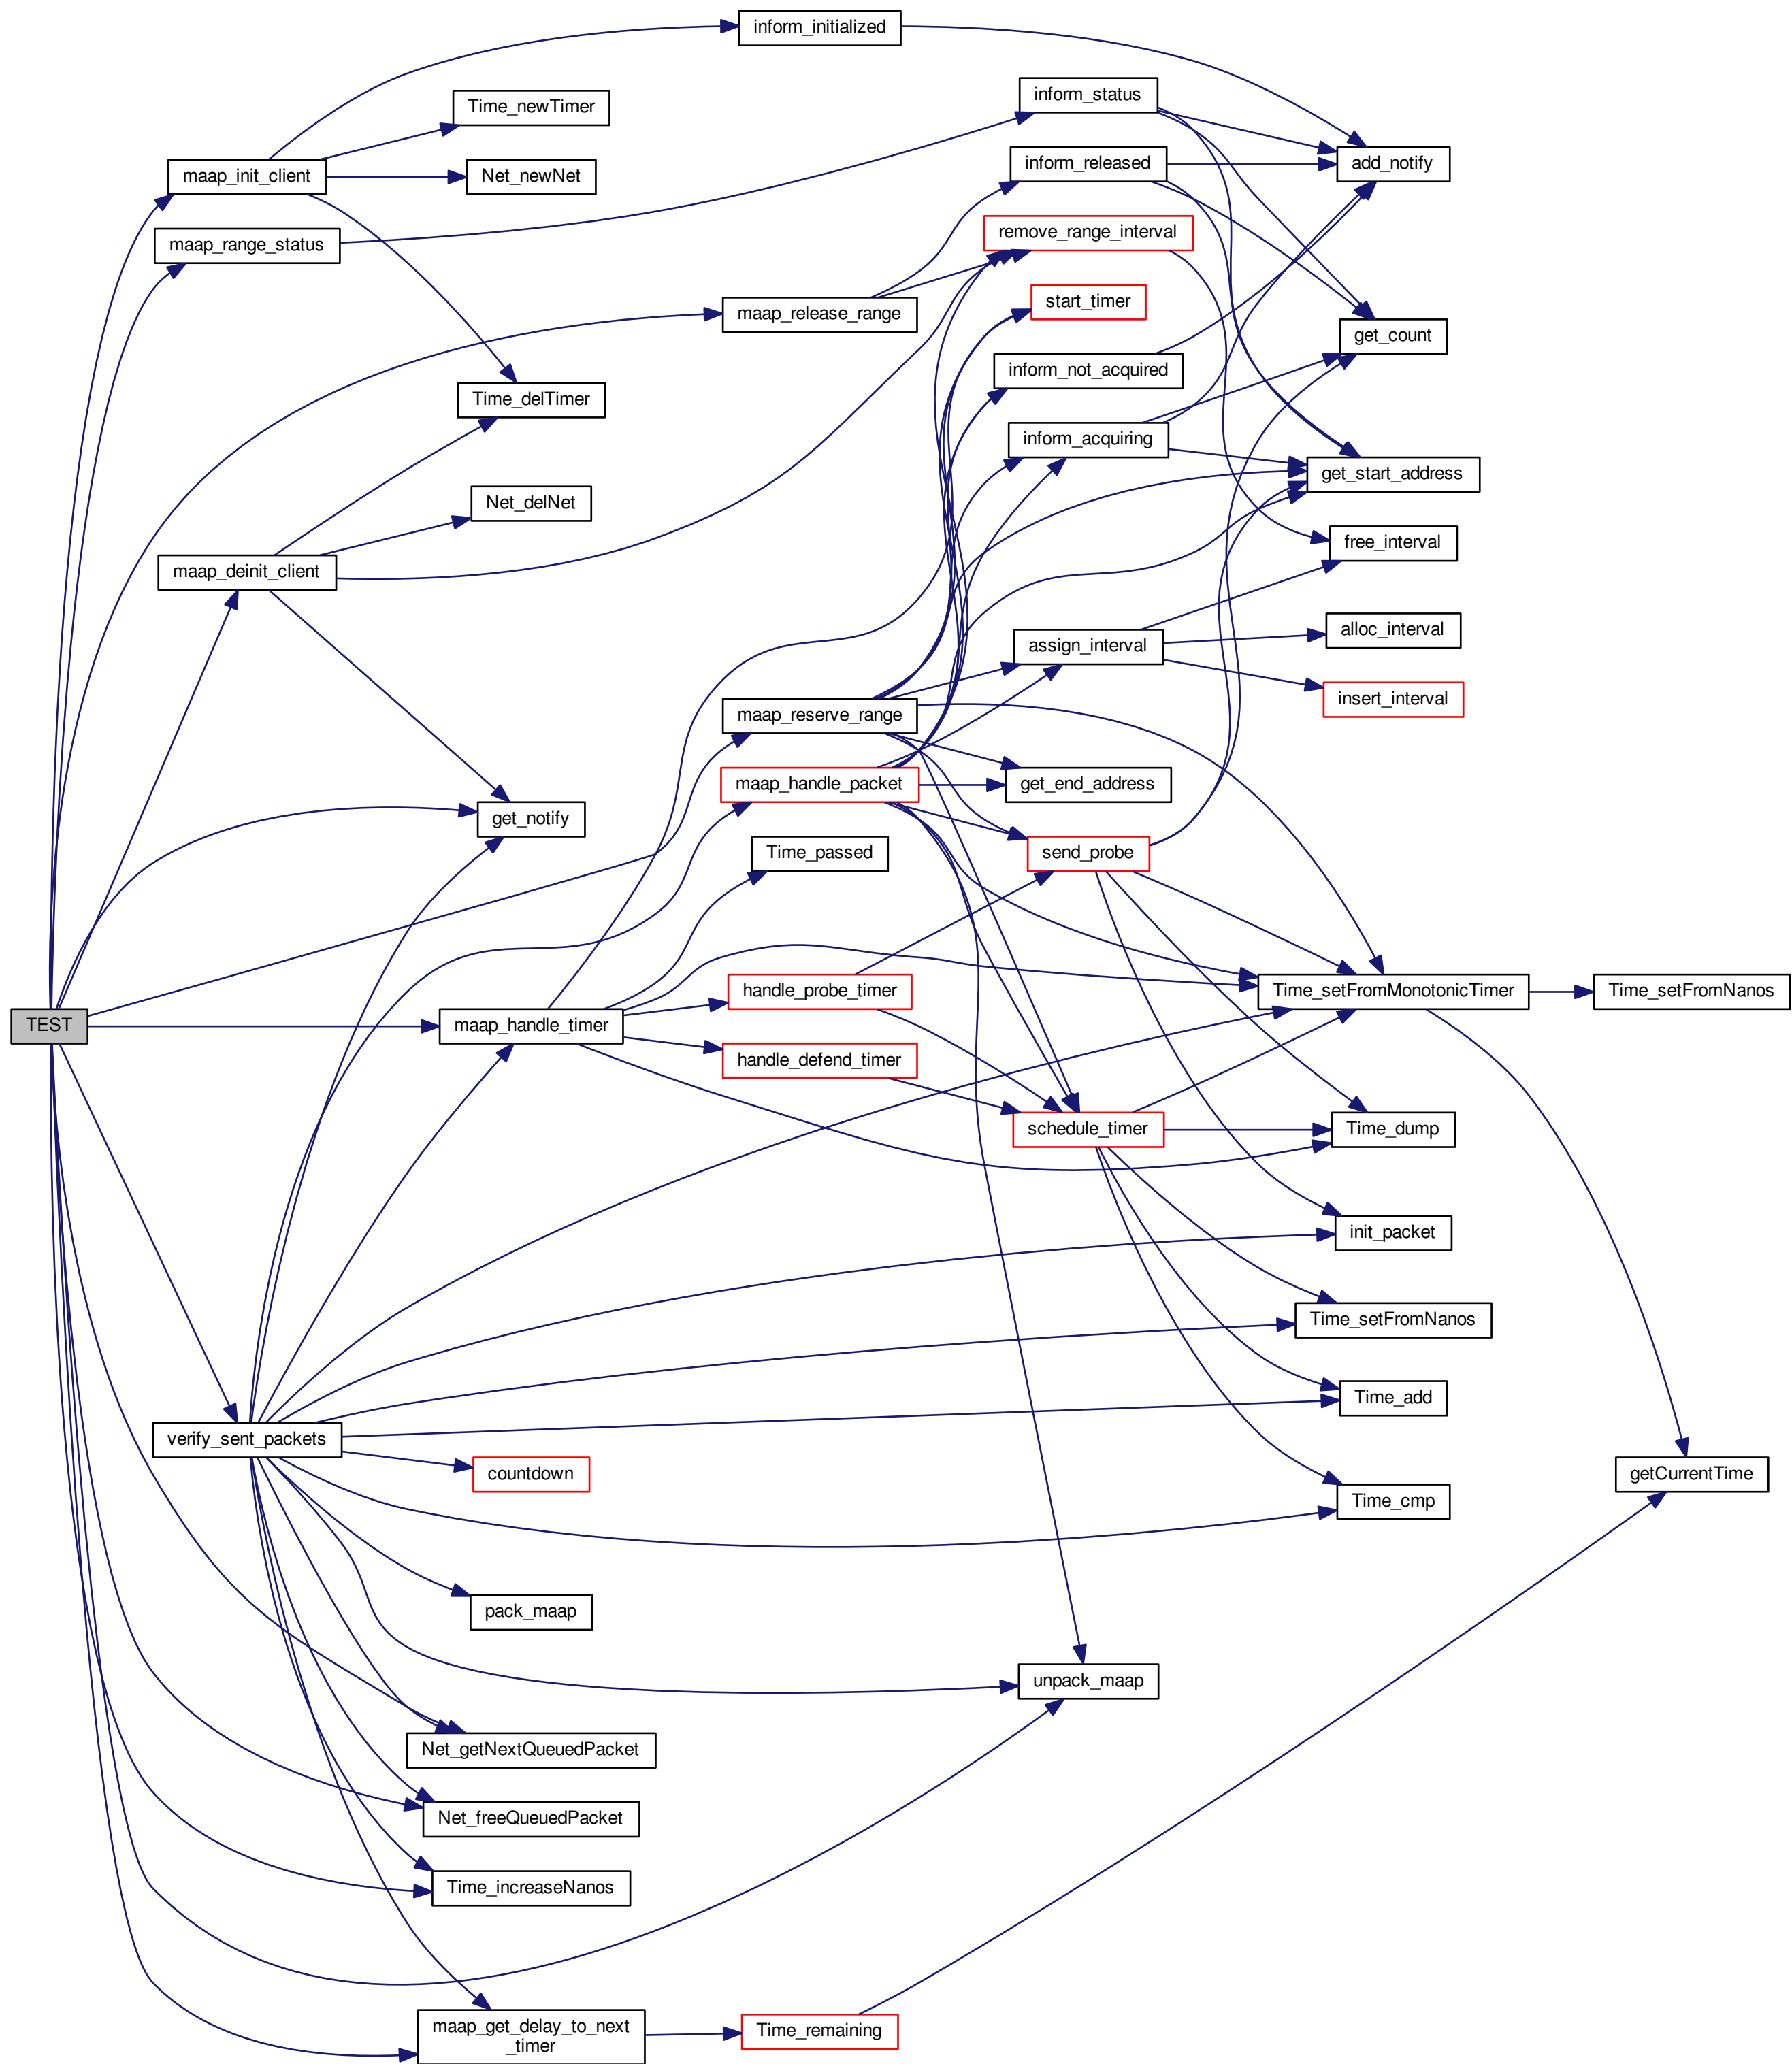 inform_initialized
inform_status
Time_newTimer
inform_released
add_notify
maap_init_client
Net_newNet
remove_range_interval
maap_range_status
start_timer
maap_release_range
get_count
inform_not_acquired
Time_delTimer
inform_acquiring
get_start_address
Net_delNet
free_interval
maap_deinit_client
alloc_interval
assign_interval
insert_interval
maap_reserve_range
maap_handle_packet
get_end_address
get_notify
Time_passed
send_probe
handle_probe_timer
Time_setFromMonotonicTimer
Time_setFromNanos
TEST
maap_handle_timer
handle_defend_timer
schedule_timer
Time_dump
init_packet
Time_setFromNanos
Time_add
verify_sent_packets
countdown
getCurrentTime
Time_cmp
pack_maap
unpack_maap
Net_getNextQueuedPacket
Net_freeQueuedPacket
Time_increaseNanos
maap_get_delay_to_next
_timer
Time_remaining